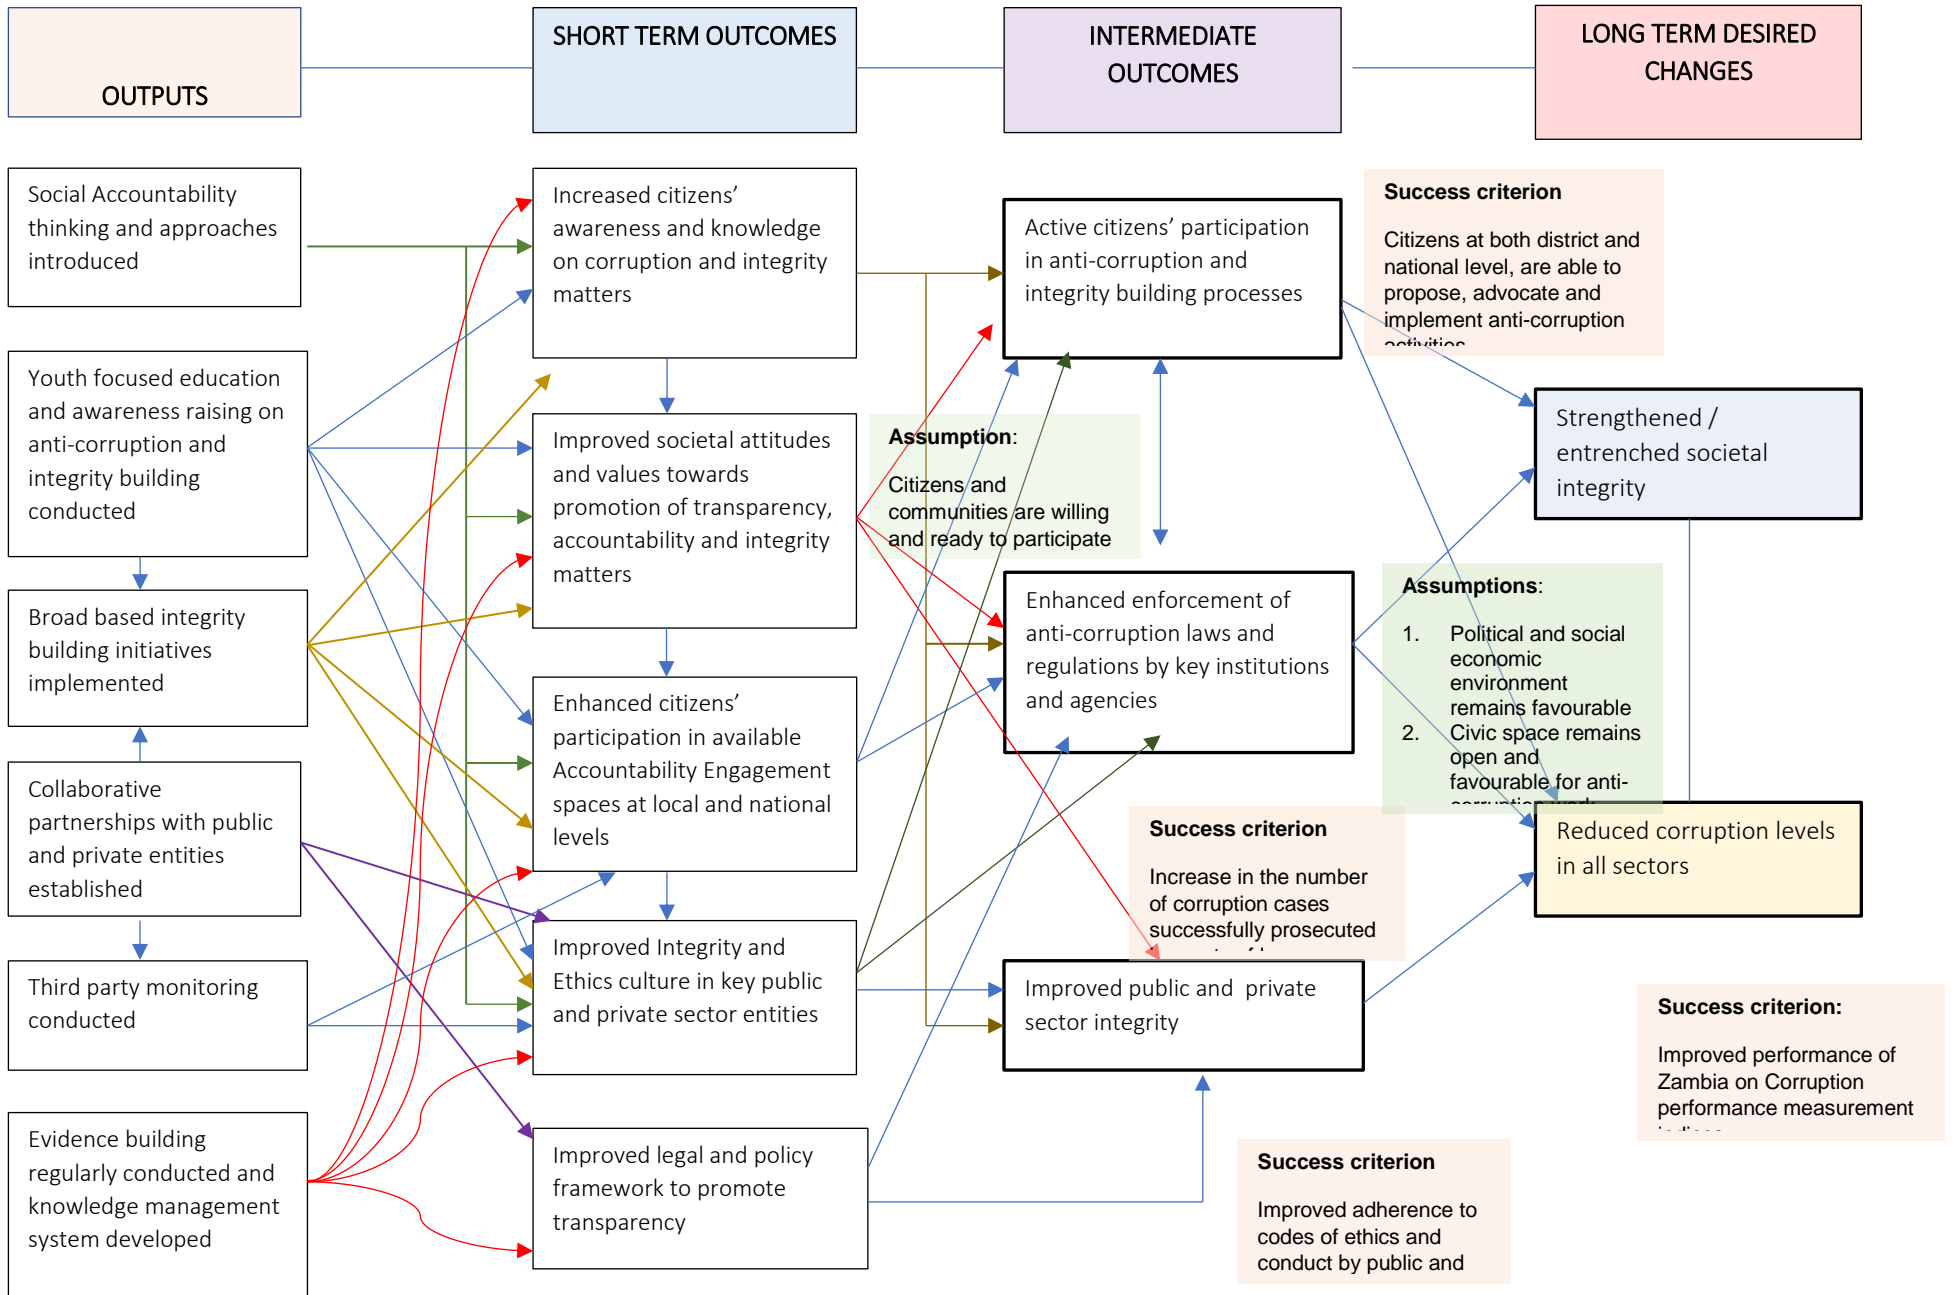 OUTPUTS
SHORT TERM OUTCOMES
INTERMEDIATE
OUTCOMES
LONG TERM DESIRED
CHANGES
Social Accountability
thinking and approaches
introduced
Youth focused education
and awareness raising on
anti-corruption and
integrity building
conducted
Broad based integrity
building initiatives
implemented
Collaborative
partnerships with public
and private entities
established
Third party monitoring
conducted
Evidence building
regularly conducted and
knowledge management
system developed
Increased citizens’
awareness and knowledge
on corruption and integrity
matters
Improved societal attitudes
and values towards
promotion of transparency,
accountability and integrity
matters
Enhanced citizens’
participation in available
Accountability Engagement
spaces at local and national
levels
Improved Integrity and
Ethics culture in key public
and private sector entities
Improved legal and policy
framework to promote
transparency
Assumption:
Citizens and
communities are willing
and ready to participate
Active citizens’ participation
in anti-corruption and
integrity building processes
Enhanced enforcement of
anti-corruption laws and
regulations by key institutions
and agencies
Success criterion
Increase in the number
of corruption cases
successfully prosecuted
Improved public and private
sector integrity
Success criterion
Improved adherence to
codes of ethics and
conduct by public and
Success criterion
Citizens at both district and
national level, are able to
propose, advocate and
implement anti-corruption
activities
Strengthened /
entrenched societal
integrity
Assumptions:
1. Political and social
economic
environment
remains favourable
2. Civic space remains
open and
favourable for anti-
corruption work
Reduced corruption levels
in all sectors
Success criterion:
Improved performance of
Zambia on Corruption
performance measurement